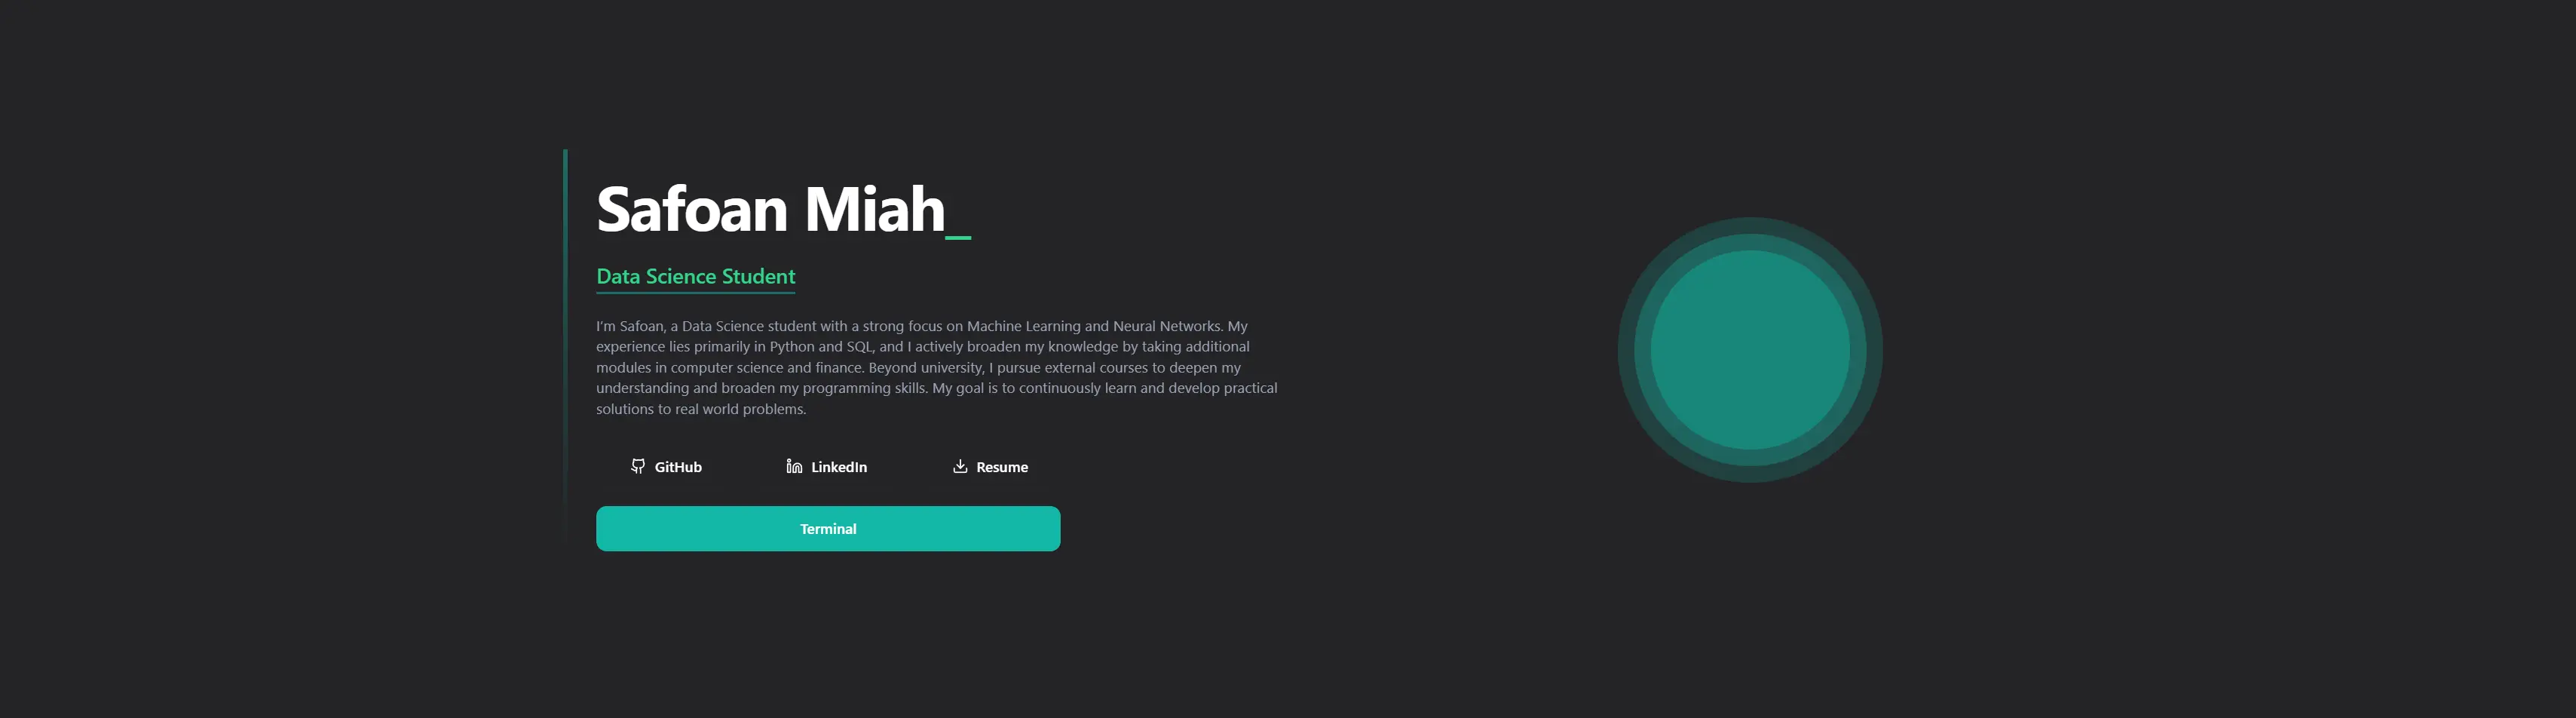 Safoan Miah_
Data Science Student
I'm Safoan, a Data Science student with a strong focus on Machine Learning and Neural Networks. My
experience lies primarily in Python and SQL, and I actively broaden my knowledge by taking additional
modules in computer science and finance. Beyond university, I pursue external courses to deepen my
understanding and broaden my programming skills. My goal is to continuously learn and develop practical
solutions to real world problems.
GitHub LinkedIn Resume
Terminal